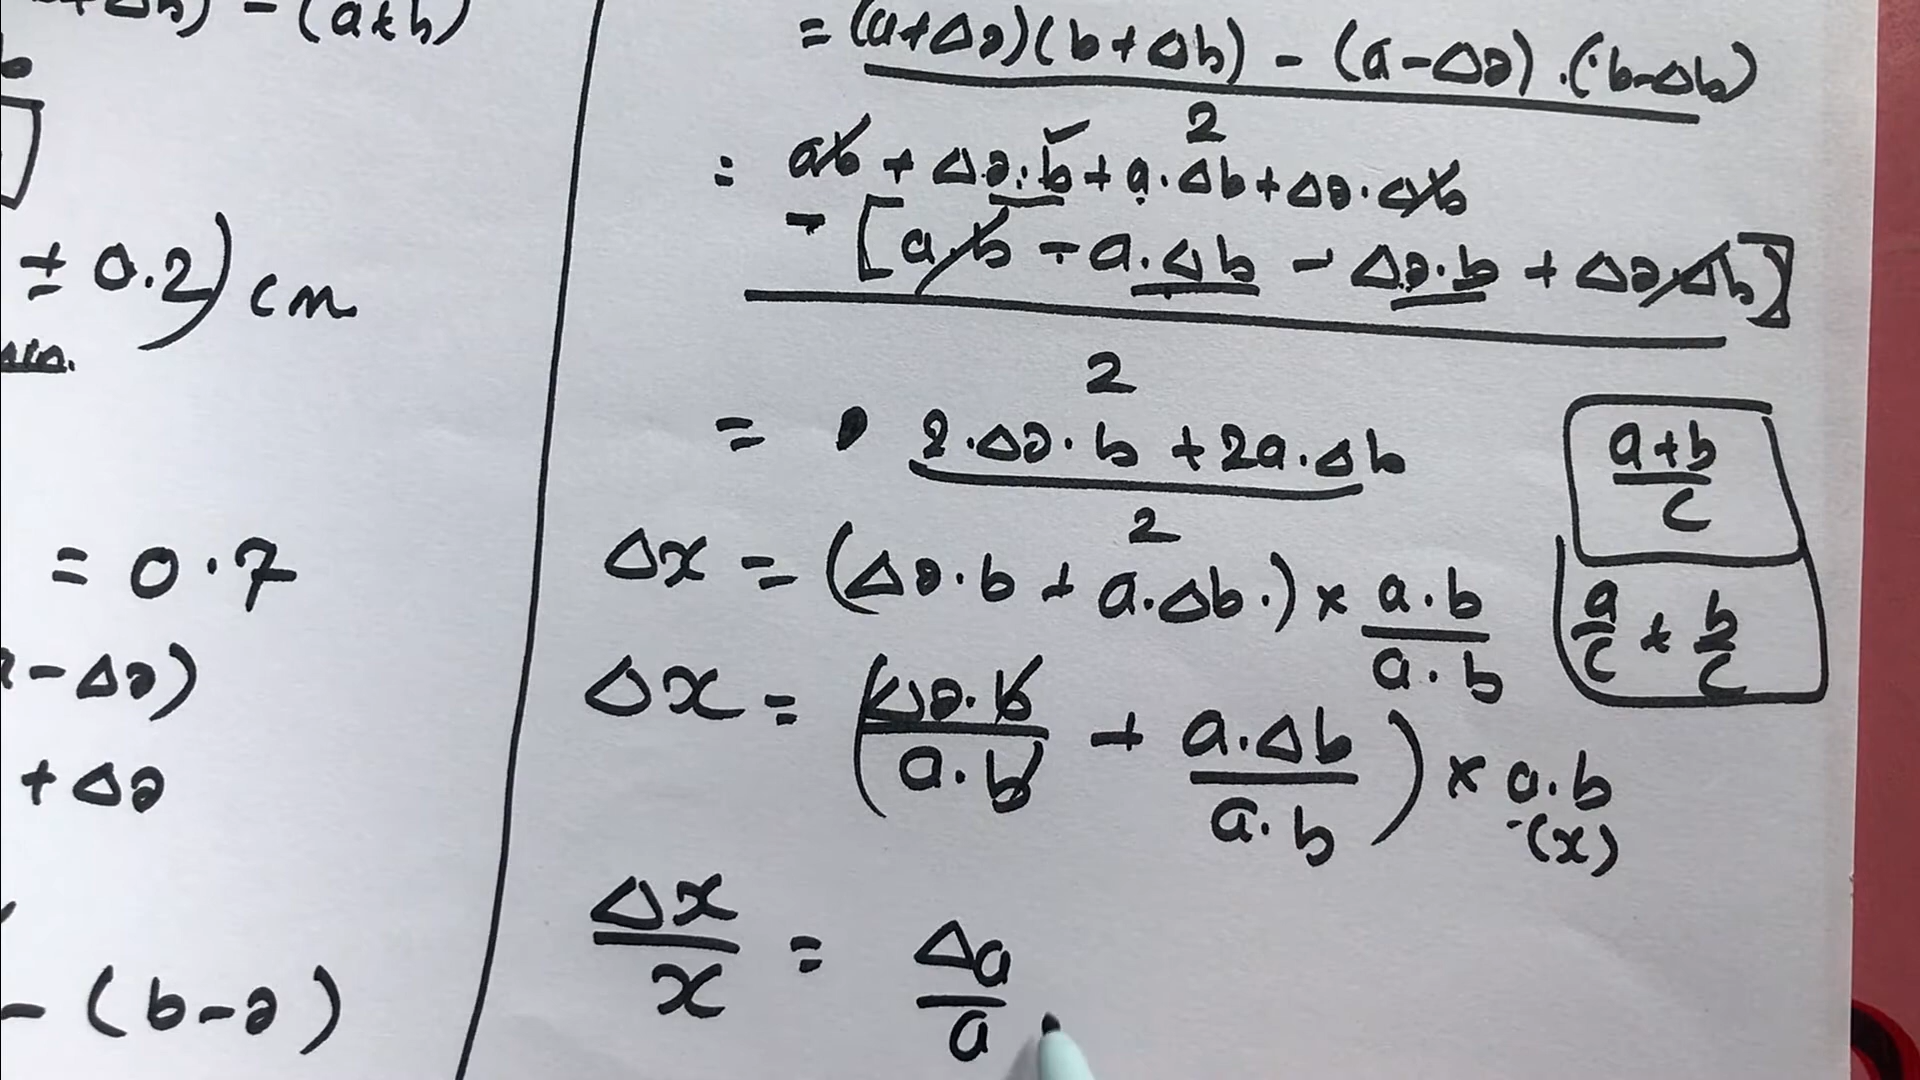 ) - (a+b)
± 0.2) cm
= 0.7
- Δa)
+ Δa
- (b-a)
= (a+Δa)(b+Δb) - (a-Δa).(b-Δb)
2
= ab + Δa.b + a.Δb + Δa.Δb
- [a.b - a.Δb - Δa.b + Δa.Δb]
2
= 2.Δa.b + 2a.Δb
2
Δx = (Δa.b + a.Δb.) × a.b
a.b
Δx = (Δa.b + a.Δb) × a.b
a.b a.b (x)
Δx = Δa
x a
a+b
c
a + b
c c